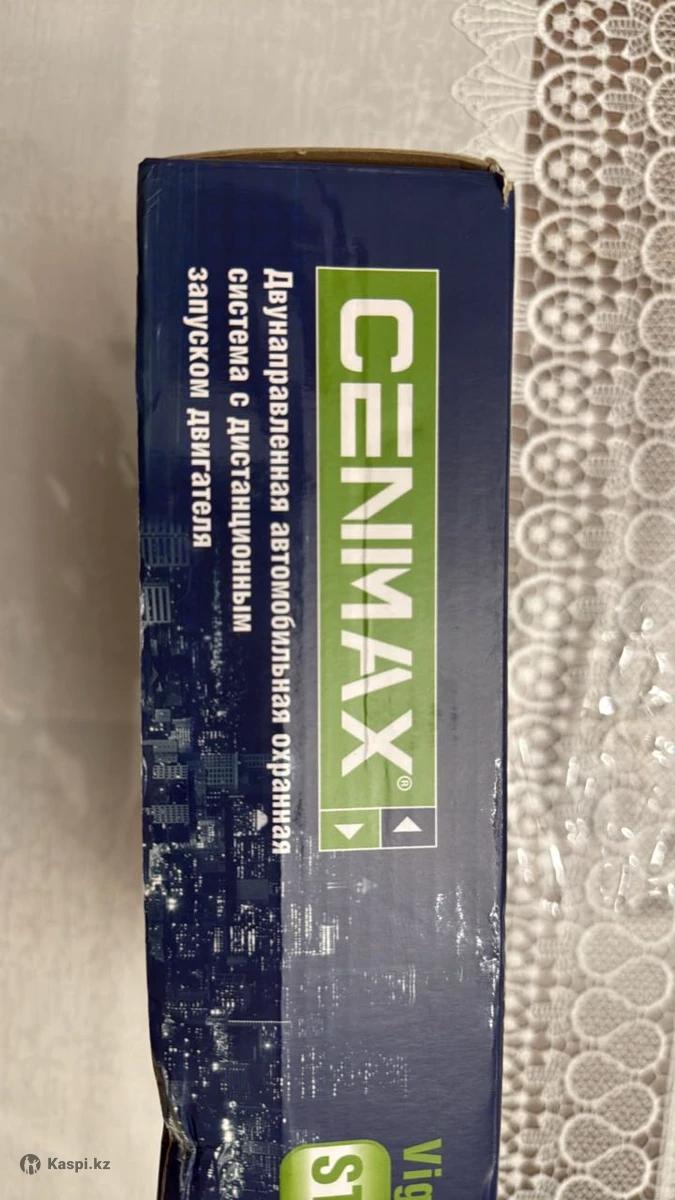 CENMAX®
Двунаправленная автомобильная охранная
система с дистанционным
запуском двигателя
Kaspi.kz